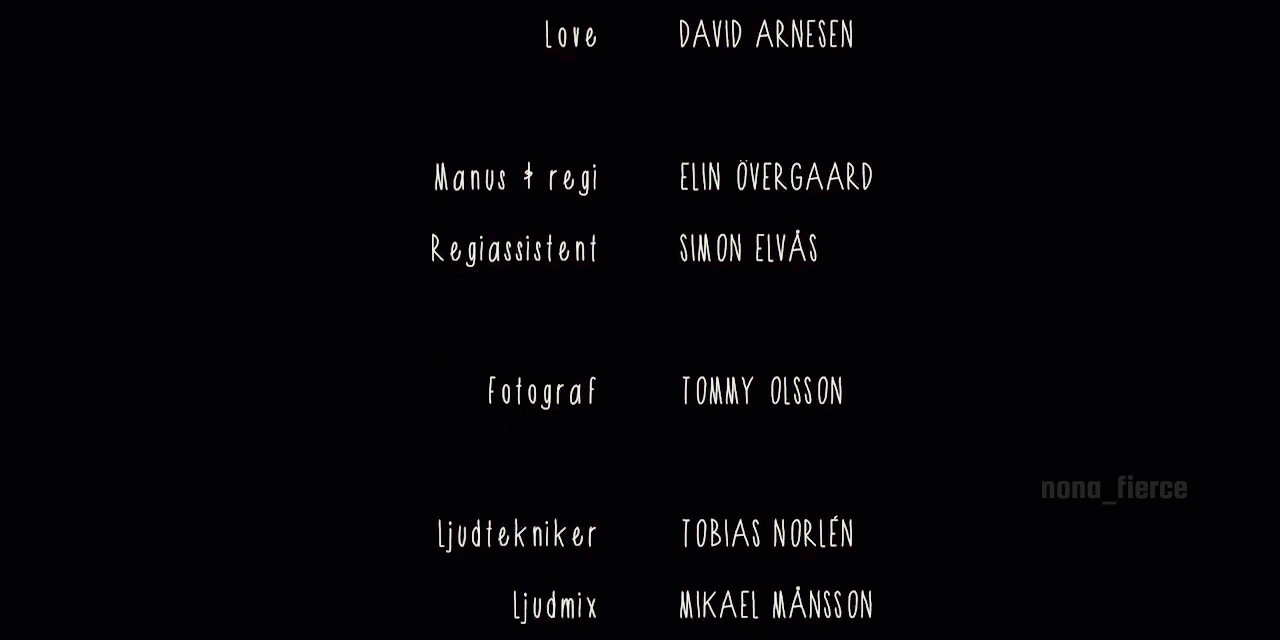 Love DAVID ARNESEN
Manus & regi ELIN ÖVERGAARD
Regiassistent SIMON ELVÅS
Fotograf TOMMY OLSSON
nona_fierce
Ljudtekniker TOBIAS NORLÉN
Ljudmix MIKAEL MÅNSSON